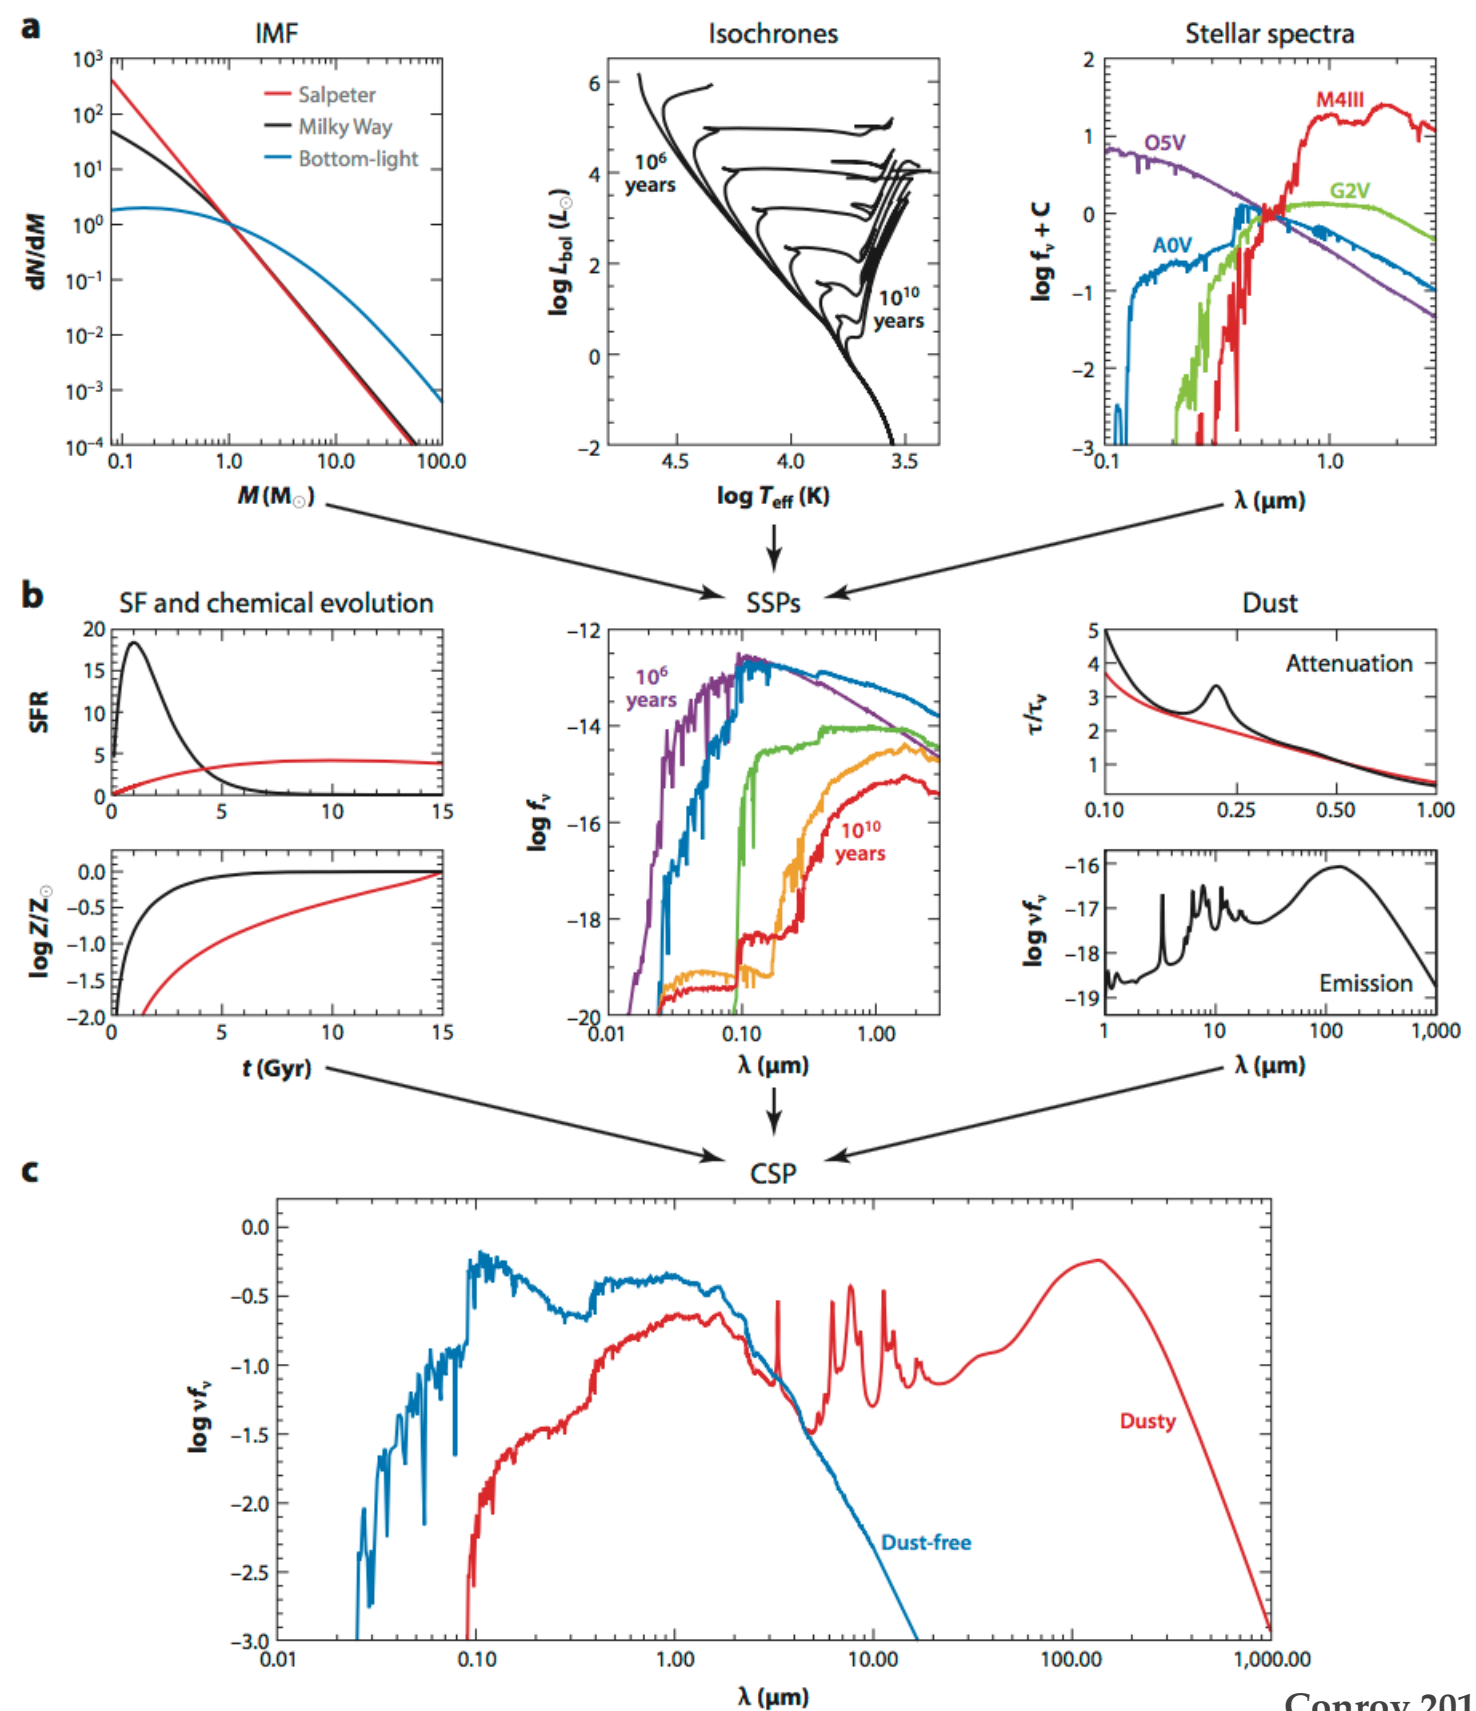 a
IMF
Isochrones
Stellar spectra
10³
10²
10¹
10⁰
10⁻¹
10⁻²
10⁻³
10⁻⁴
dN/dM
Salpeter
Milky Way
Bottom-light
0.1 1.0 10.0 100.0
M (M☉)
6
4
2
0
−2
log L_bol (L☉)
10⁶
years
10¹⁰
years
4.5 4.0 3.5
log T_eff (K)
2
1
0
−1
−2
−3
log f_ν + C
M4III
O5V
G2V
A0V
0.1 1.0
λ (μm)
b
SF and chemical evolution
SSPs
Dust
20
15
10
5
0
SFR
0 5 10 15
0.0
−0.5
−1.0
−1.5
−2.0
log Z/Z☉
0 5 10 15
t (Gyr)
−12
−14
−16
−18
−20
log f_ν
10⁶
years
10¹⁰
years
0.01 0.10 1.00
λ (μm)
5
4
3
2
1
τ/τ_v
Attenuation
0.10 0.25 0.50 1.00
−16
−17
−18
−19
log νf_ν
Emission
1 10 100 1,000
λ (μm)
c
CSP
0.0
−0.5
−1.0
−1.5
−2.0
−2.5
−3.0
log νf_ν
Dusty
Dust-free
0.01 0.10 1.00 10.00 100.00 1,000.00
λ (μm)
Conroy 201